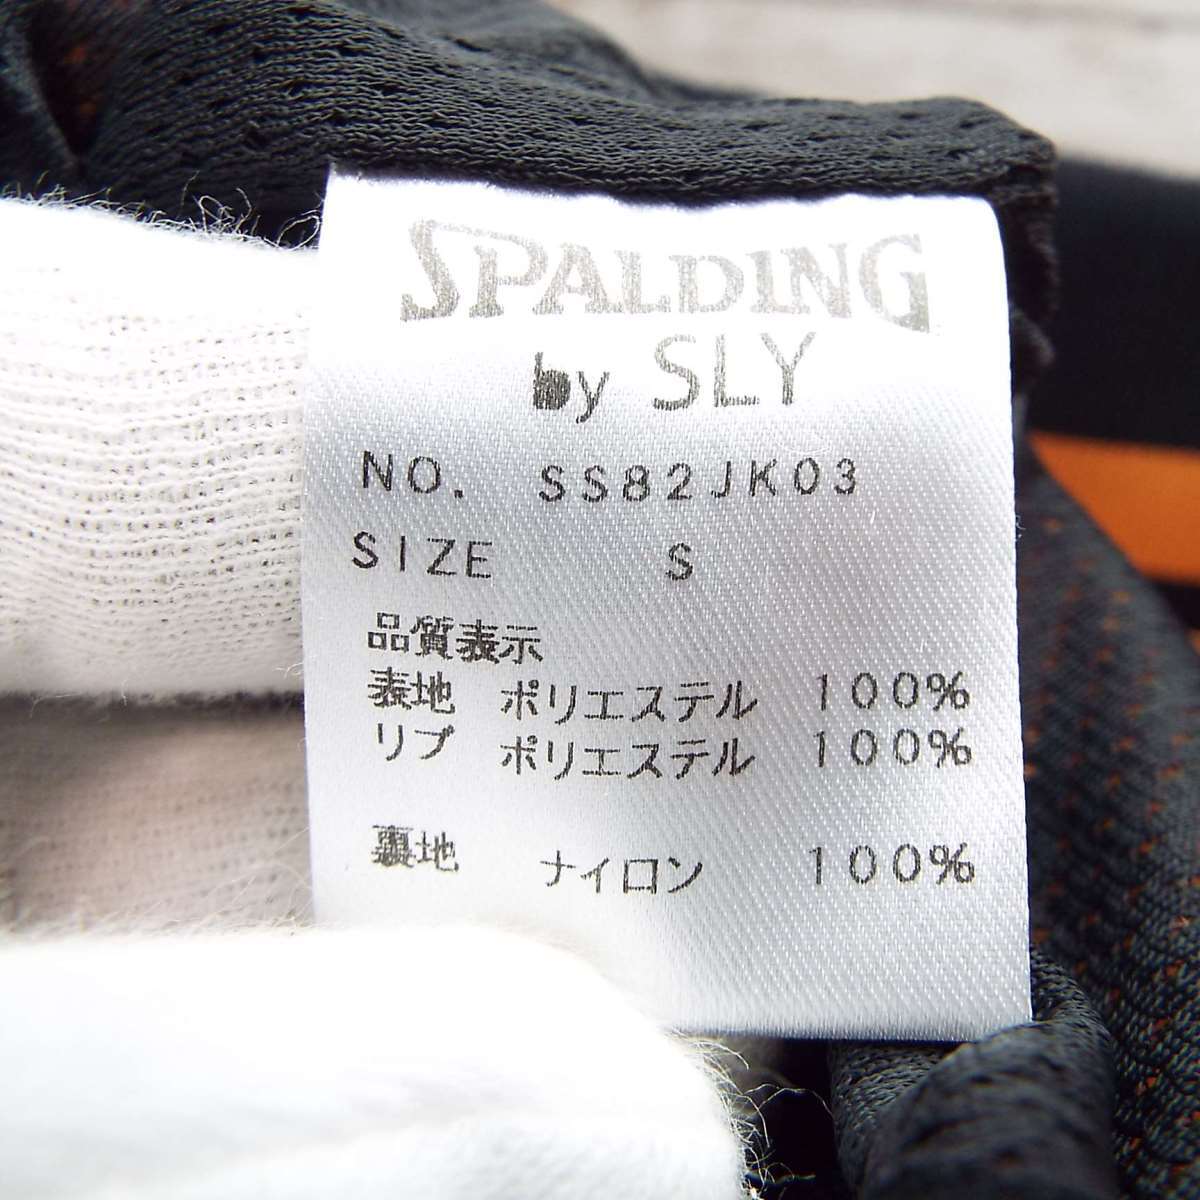 SPALDING
by SLY
NO. SS82JK03
SIZE S
品質表示
表地 ポリエステル 100%
リブ ポリエステル 100%
裏地 ナイロン 100%